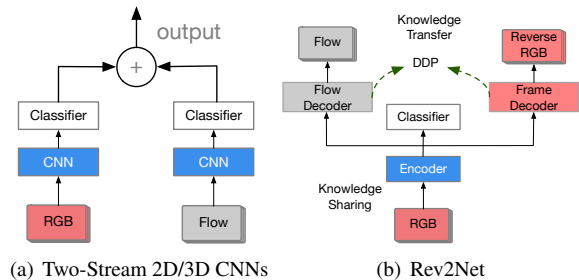 output
+
Classifier
Classifier
CNN
CNN
RGB
Flow
(a) Two-Stream 2D/3D CNNs
Flow
Knowledge
Transfer
DDP
Reverse
RGB
Flow
Decoder
Frame
Decoder
Classifier
Encoder
Knowledge
Sharing
RGB
(b) Rev2Net